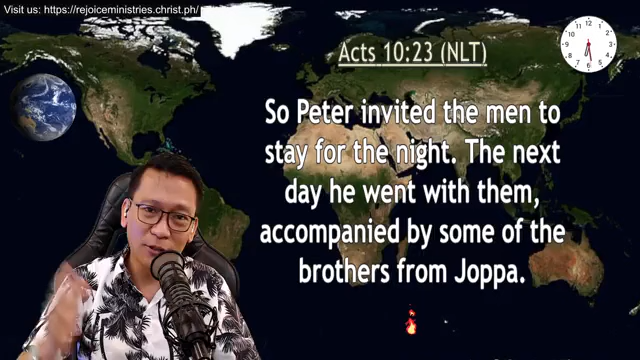 Visit us: https://rejoiceministries.christ.ph/
Acts 10:23 (NLT)
So Peter invited the men to
stay for the night. The next
day he went with them,
accompanied by some of the
brothers from Joppa.